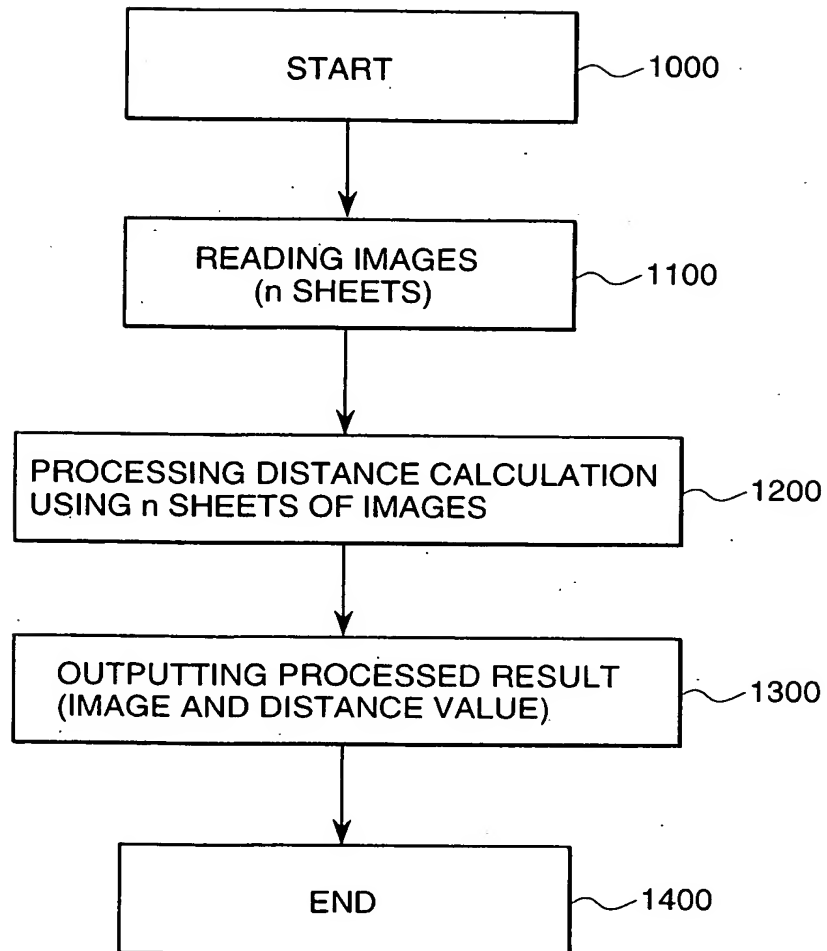 START
1000
READING IMAGES
(n SHEETS)
1100
PROCESSING DISTANCE CALCULATION
USING n SHEETS OF IMAGES
1200
OUTPUTTING PROCESSED RESULT
(IMAGE AND DISTANCE VALUE)
1300
END
1400